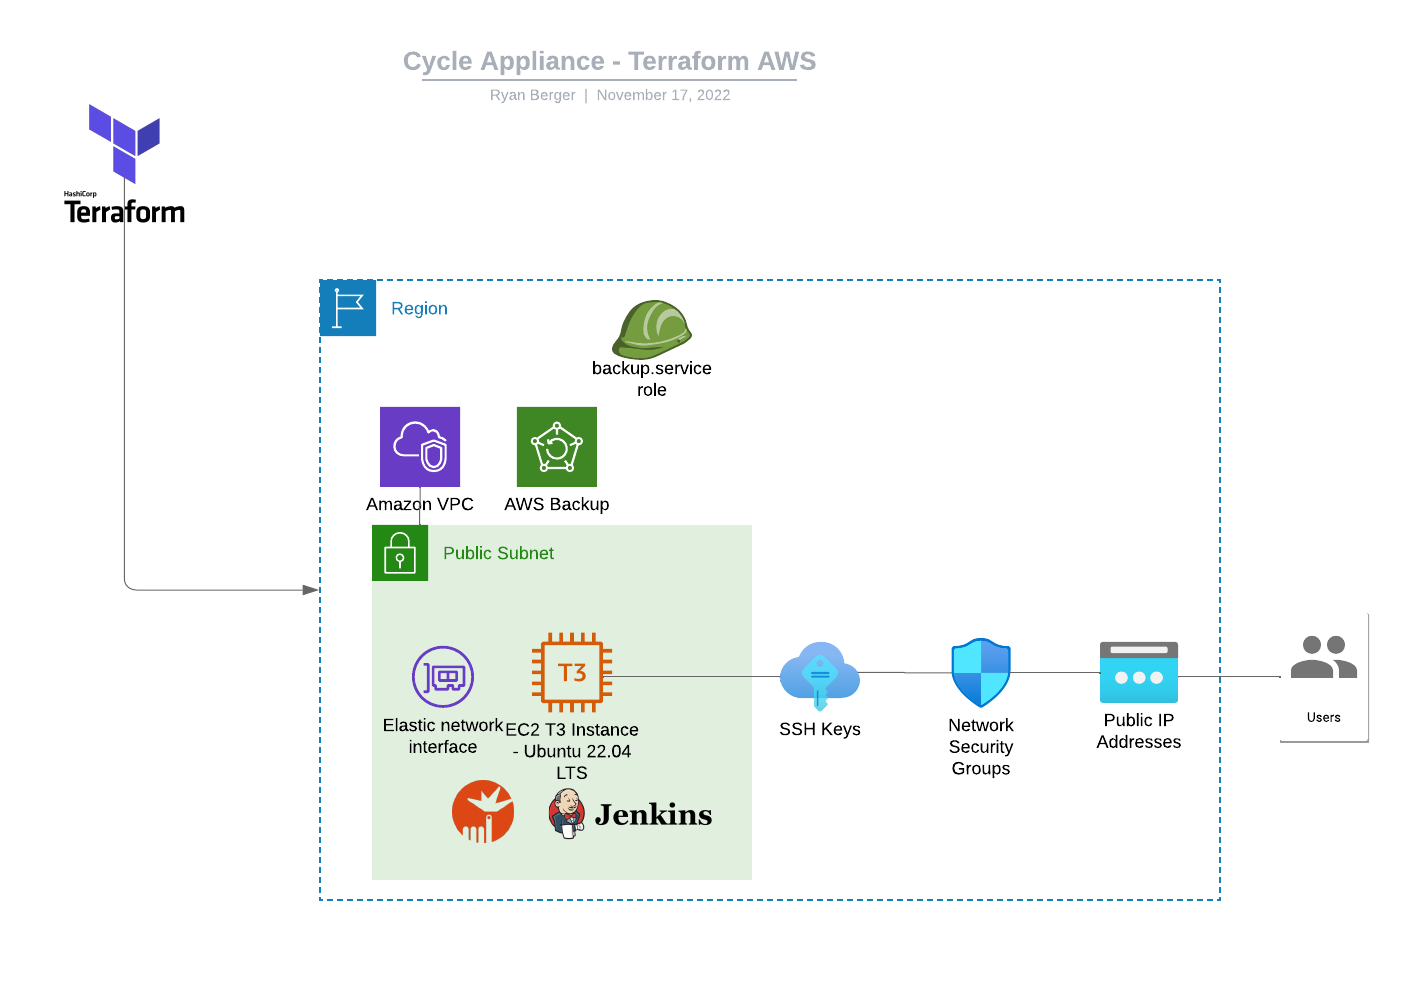 Cycle Appliance - Terraform AWS
Ryan Berger | November 17, 2022
HashiCorp
Terraform
Region
backup.service
role
Amazon VPC
AWS Backup
Public Subnet
T3
Elastic network
interface
EC2 T3 Instance
- Ubuntu 22.04
LTS
Jenkins
SSH Keys
Network
Security
Groups
Public IP
Addresses
Users